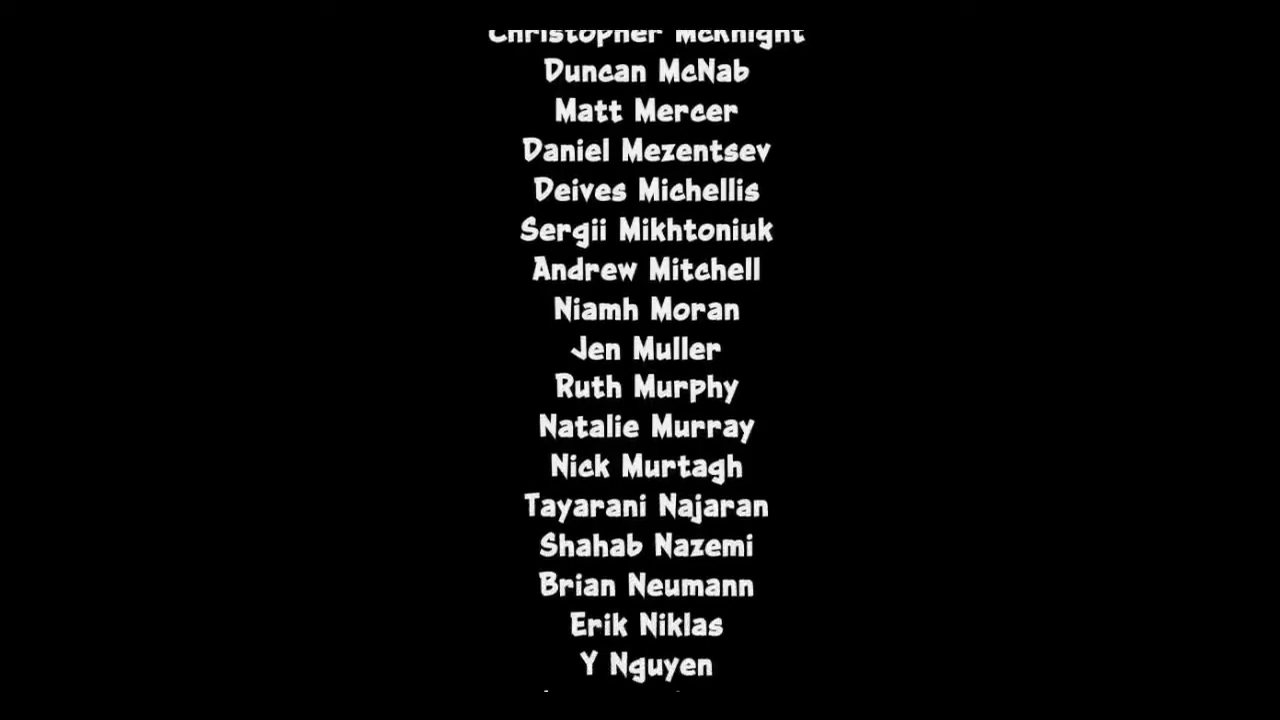 Christopher McKnight
Duncan McNab
Matt Mercer
Daniel Mezentsev
Deives Michellis
Sergii Mikhtoniuk
Andrew Mitchell
Niamh Moran
Jen Muller
Ruth Murphy
Natalie Murray
Nick Murtagh
Tayarani Najaran
Shahab Nazemi
Brian Neumann
Erik Niklas
Y Nguyen